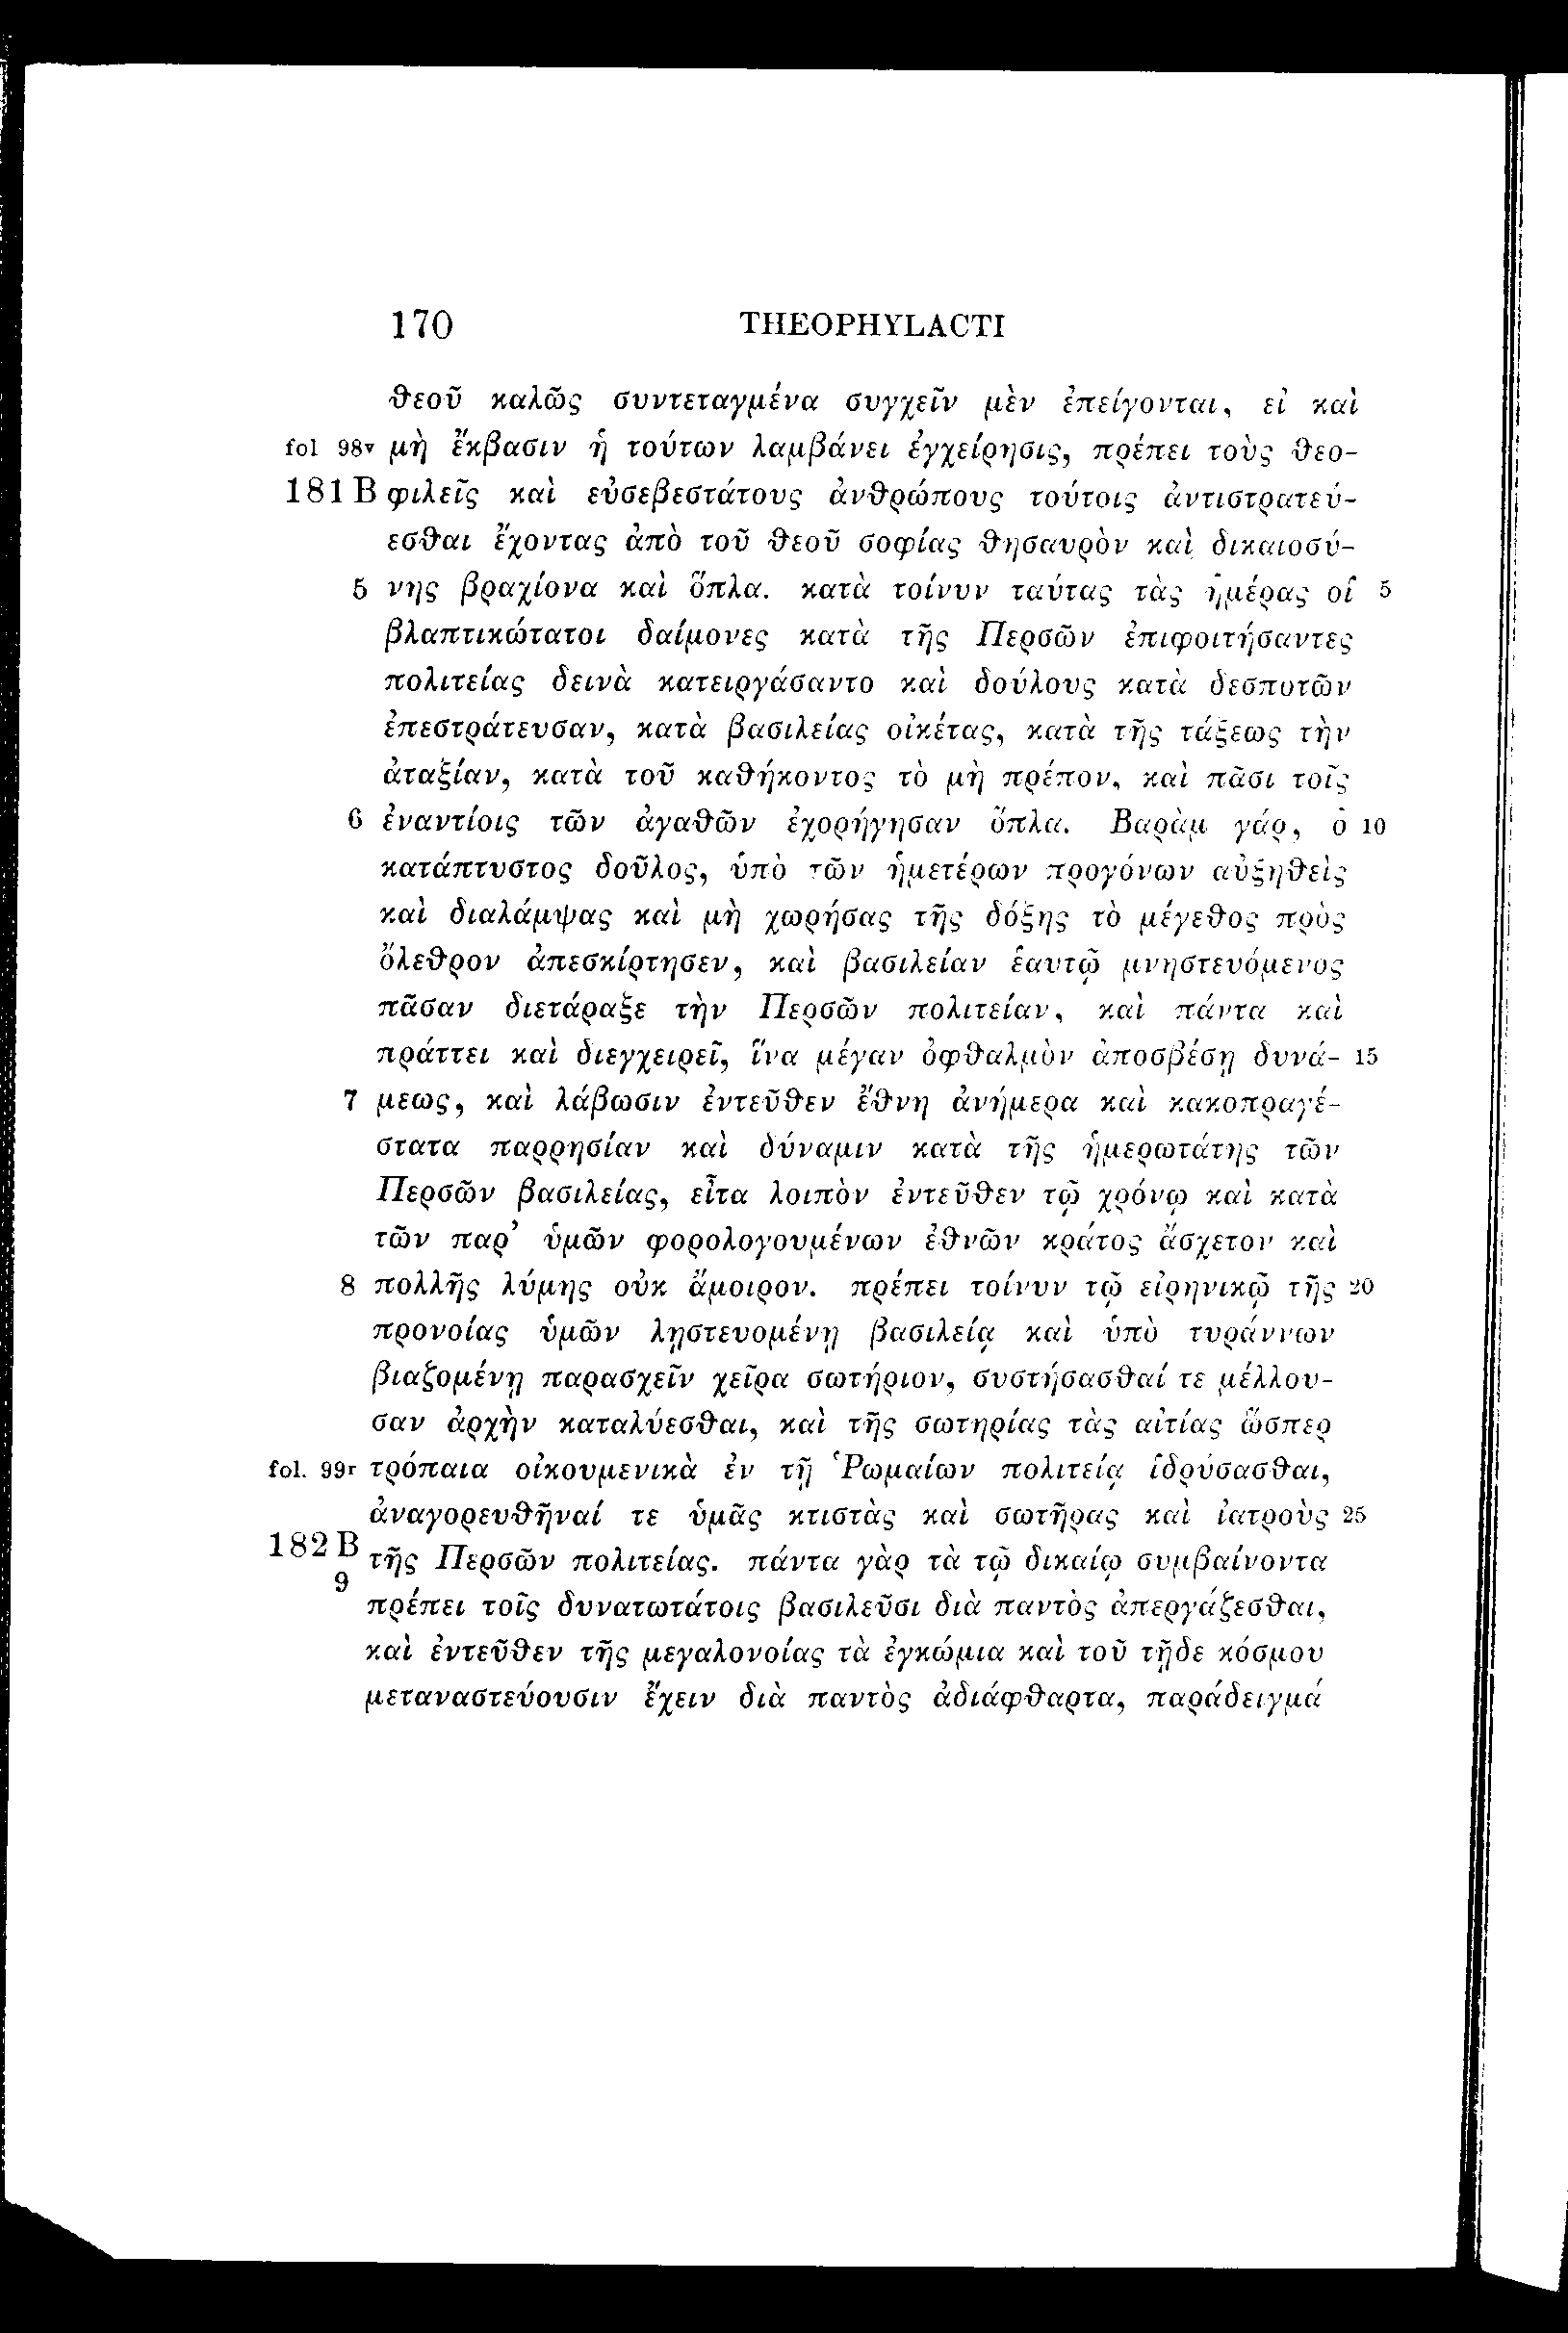 170 THEOPHYLACTI
θεοῦ καλῶς συντεταγμένα συγχεῖν μὲν ἐπείγονται, εἰ καὶ
fol 98v μὴ ἔκβασιν ἡ τούτων λαμβάνει ἐγχείρησις, πρέπει τοὺς θεο-
181 B φιλεῖς καὶ εὐσεβεστάτους ἀνθρώπους τούτοις ἀντιστρατεύ-
εσθαι ἔχοντας ἀπὸ τοῦ θεοῦ σοφίας θησαυρὸν καὶ δικαιοσύ-
5 νης βραχίονα καὶ ὅπλα. κατὰ τοίνυν ταύτας τὰς ἡμέρας οἱ 5
βλαπτικώτατοι δαίμονες κατὰ τῆς Περσῶν ἐπιφοιτήσαντες
πολιτείας δεινὰ κατειργάσαντο καὶ δούλους κατὰ δεσποτῶν
ἐπεστράτευσαν, κατὰ βασιλείας οἰκέτας, κατὰ τῆς τάξεως τὴν
ἀταξίαν, κατὰ τοῦ καθήκοντος τὸ μὴ πρέπον, καὶ πᾶσι τοῖς
6 ἐναντίοις τῶν ἀγαθῶν ἐχορήγησαν ὅπλα. Βαρὰμ γάρ, ὁ 10
κατάπτυστος δοῦλος, ὑπὸ τῶν ἡμετέρων προγόνων αὐξηθεὶς
καὶ διαλάμψας καὶ μὴ χωρήσας τῆς δόξης τὸ μέγεθος πρὸς
ὄλεθρον ἀπεσκίρτησεν, καὶ βασιλείαν ἑαυτῷ μνηστευόμενος
πᾶσαν διετάραξε τὴν Περσῶν πολιτείαν, καὶ πάντα καὶ
πράττει καὶ διεγχειρεῖ, ἵνα μέγαν ὀφθαλμὸν ἀποσβέσῃ δυνά- 15
7 μεως, καὶ λάβωσιν ἐντεῦθεν ἔθνη ἀνήμερα καὶ κακοπραγέ-
στατα παρρησίαν καὶ δύναμιν κατὰ τῆς ἡμερωτάτης τῶν
Περσῶν βασιλείας, εἶτα λοιπὸν ἐντεῦθεν τῷ χρόνῳ καὶ κατὰ
τῶν παρ’ ὑμῶν φορολογουμένων ἐθνῶν κράτος ἄσχετον καὶ
8 πολλῆς λύμης οὐκ ἄμοιρον. πρέπει τοίνυν τῷ εἰρηνικῷ τῆς 20
προνοίας ὑμῶν λῃστευομένῃ βασιλείᾳ καὶ ὑπὸ τυράννων
βιαζομένῃ παρασχεῖν χεῖρα σωτήριον, συστήσασθαί τε μέλλου-
σαν ἀρχὴν καταλύεσθαι, καὶ τῆς σωτηρίας τὰς αἰτίας ὥσπερ
fol. 99r τρόπαια οἰκουμενικὰ ἐν τῇ Ῥωμαίων πολιτείᾳ ἱδρύσασθαι,
ἀναγορευθῆναί τε ὑμᾶς κτιστὰς καὶ σωτῆρας καὶ ἰατροὺς 25
182 B τῆς Περσῶν πολιτείας. πάντα γὰρ τὰ τῷ δικαίῳ συμβαίνοντα
9 πρέπει τοῖς δυνατωτάτοις βασιλεῦσι διὰ παντὸς ἀπεργάζεσθαι,
καὶ ἐντεῦθεν τῆς μεγαλονοίας τὰ ἐγκώμια καὶ τοῦ τῇδε κόσμου
μεταναστεύουσιν ἔχειν διὰ παντὸς ἀδιάφθαρτα, παράδειγμά